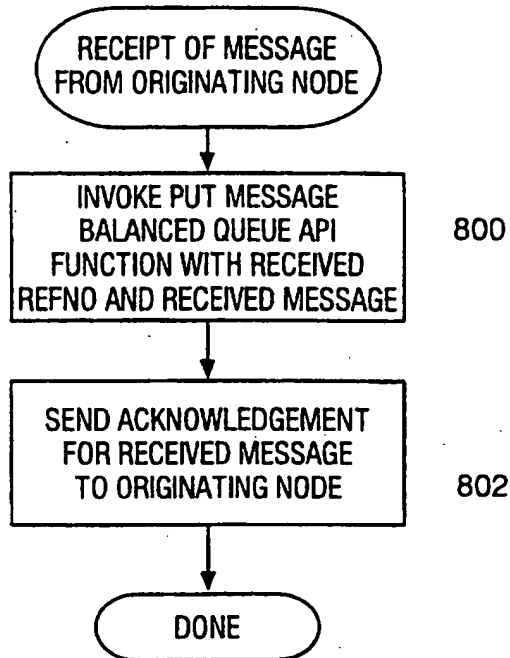 RECEIPT OF MESSAGE
FROM ORIGINATING NODE
INVOKE PUT MESSAGE
BALANCED QUEUE API
FUNCTION WITH RECEIVED
REFNO AND RECEIVED MESSAGE
800
SEND ACKNOWLEDGEMENT
FOR RECEIVED MESSAGE
TO ORIGINATING NODE
802
DONE